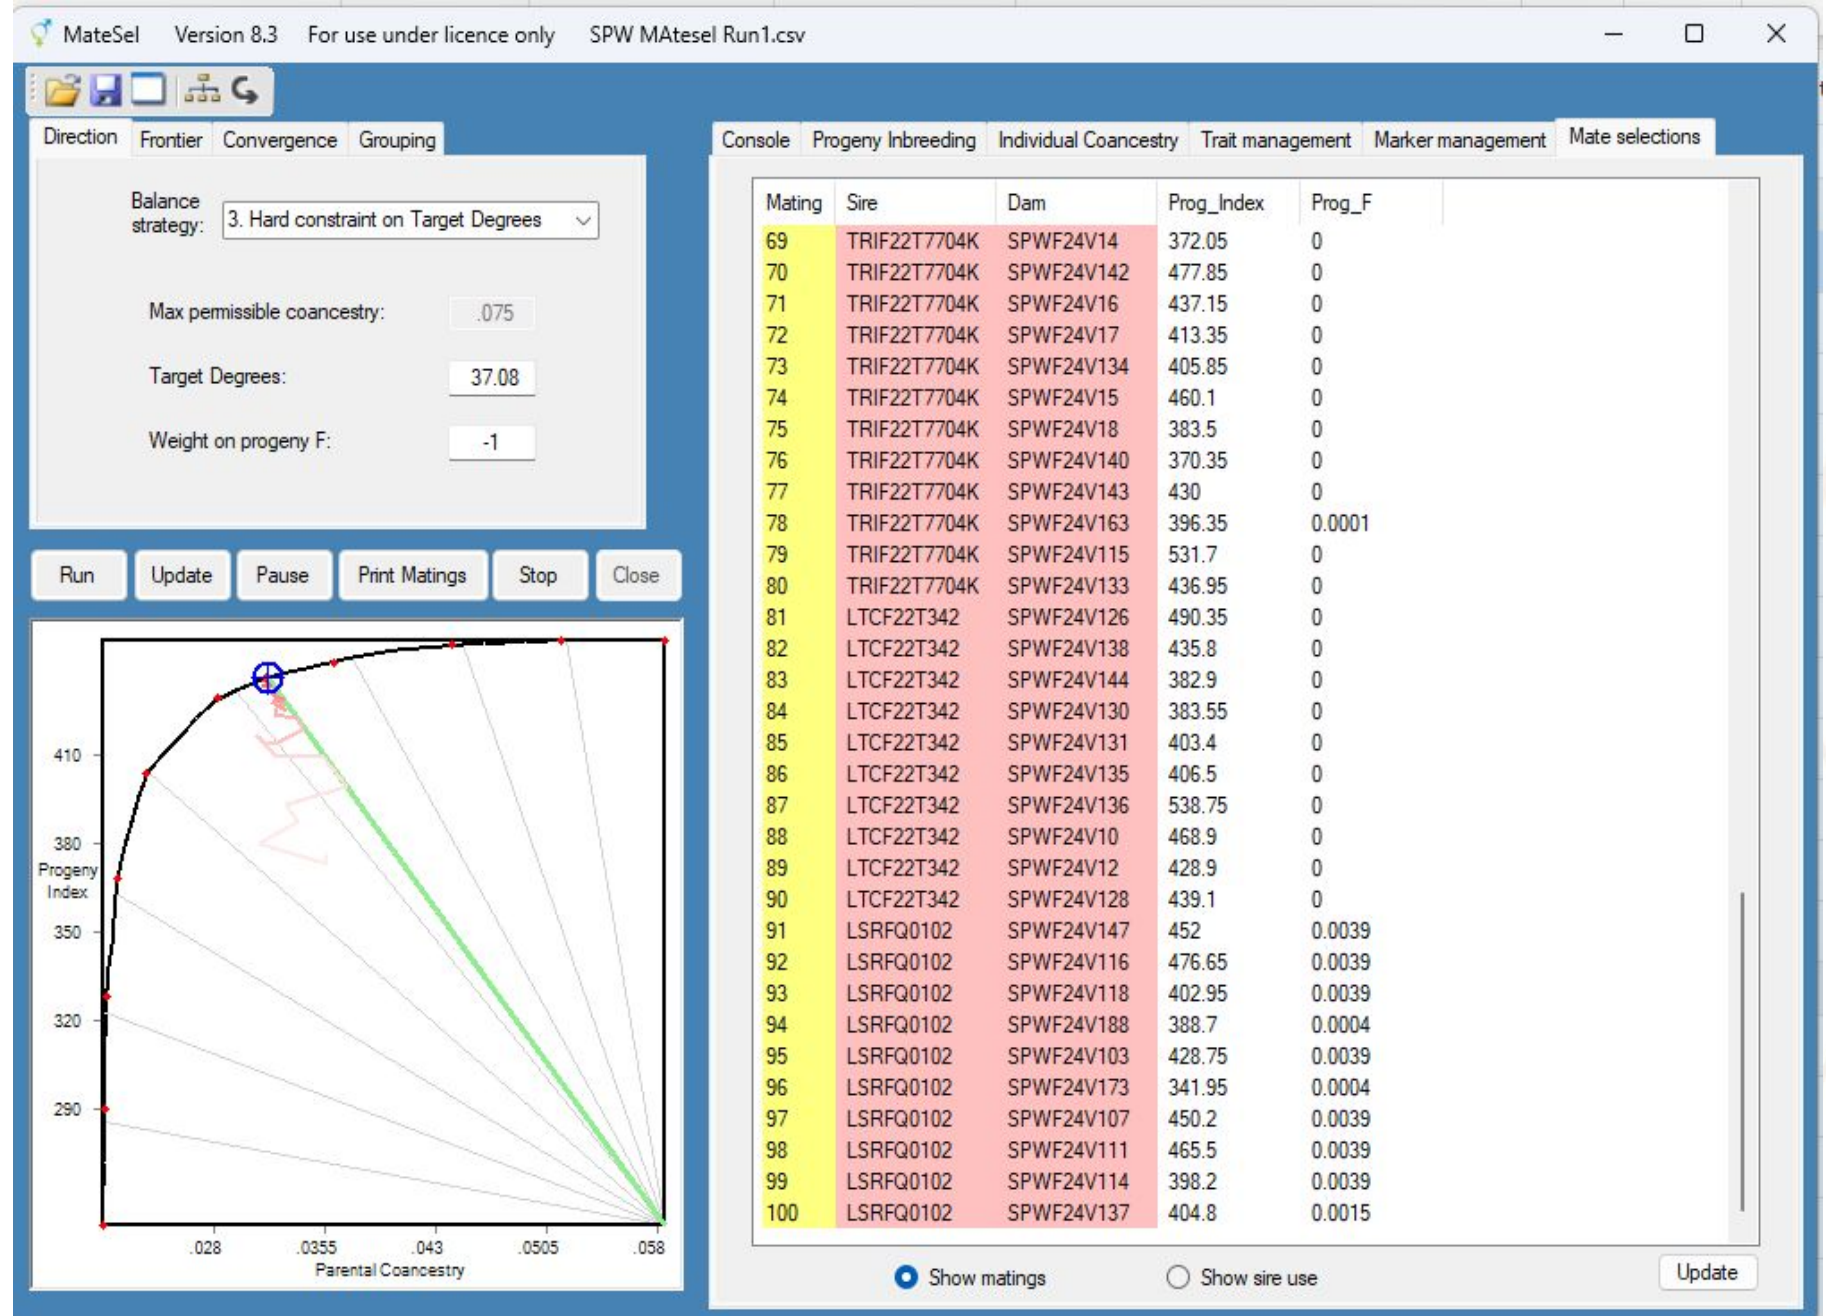 MateSel Version 8.3 For use under licence only SPW MAtesel Run1.csv
Direction Frontier Convergence Grouping
Balance strategy: 3. Hard constraint on Target Degrees
Max permissible coancestry: .075
Target Degrees: 37.08
Weight on progeny F: -1
Run Update Pause Print Matings Stop Close
410
380
Progeny
Index
350
320
290
.028 .0355 .043 .0505 .058
Parental Coancestry
Console Progeny Inbreeding Individual Coancestry Trait management Marker management Mate selections
Mating Sire Dam Prog_Index Prog_F
69 TRIF22T7704K SPWF24V14 372.05 0
70 TRIF22T7704K SPWF24V142 477.85 0
71 TRIF22T7704K SPWF24V16 437.15 0
72 TRIF22T7704K SPWF24V17 413.35 0
73 TRIF22T7704K SPWF24V134 405.85 0
74 TRIF22T7704K SPWF24V15 460.1 0
75 TRIF22T7704K SPWF24V18 383.5 0
76 TRIF22T7704K SPWF24V140 370.35 0
77 TRIF22T7704K SPWF24V143 430 0
78 TRIF22T7704K SPWF24V163 396.35 0.0001
79 TRIF22T7704K SPWF24V115 531.7 0
80 TRIF22T7704K SPWF24V133 436.95 0
81 LTCF22T342 SPWF24V126 490.35 0
82 LTCF22T342 SPWF24V138 435.8 0
83 LTCF22T342 SPWF24V144 382.9 0
84 LTCF22T342 SPWF24V130 383.55 0
85 LTCF22T342 SPWF24V131 403.4 0
86 LTCF22T342 SPWF24V135 406.5 0
87 LTCF22T342 SPWF24V136 538.75 0
88 LTCF22T342 SPWF24V10 468.9 0
89 LTCF22T342 SPWF24V12 428.9 0
90 LTCF22T342 SPWF24V128 439.1 0
91 LSRFQ0102 SPWF24V147 452 0.0039
92 LSRFQ0102 SPWF24V116 476.65 0.0039
93 LSRFQ0102 SPWF24V118 402.95 0.0039
94 LSRFQ0102 SPWF24V188 388.7 0.0004
95 LSRFQ0102 SPWF24V103 428.75 0.0039
96 LSRFQ0102 SPWF24V173 341.95 0.0004
97 LSRFQ0102 SPWF24V107 450.2 0.0039
98 LSRFQ0102 SPWF24V111 465.5 0.0039
99 LSRFQ0102 SPWF24V114 398.2 0.0039
100 LSRFQ0102 SPWF24V137 404.8 0.0015
Show matings Show sire use Update